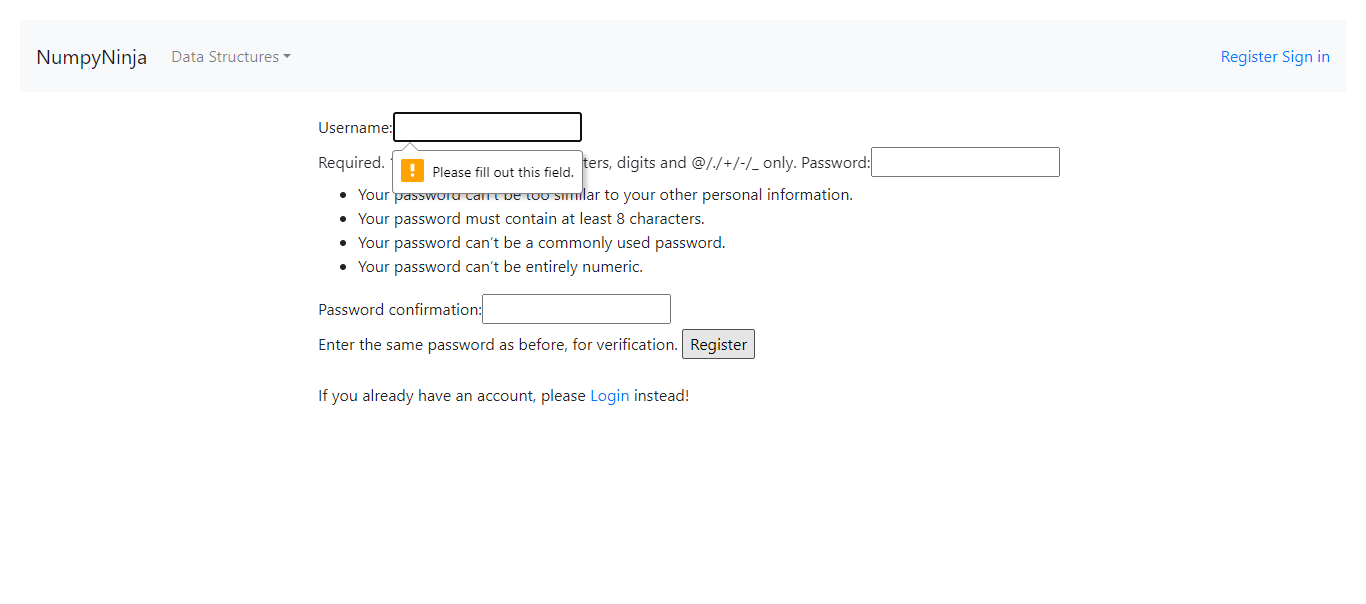 NumpyNinja Data Structures Register Sign in
Username:
Required. ters, digits and @/./+/-/_ only. Password:
Please fill out this field.
Your password can't be too similar to your other personal information.
Your password must contain at least 8 characters.
Your password can't be a commonly used password.
Your password can't be entirely numeric.
Password confirmation:
Enter the same password as before, for verification. Register
If you already have an account, please Login instead!